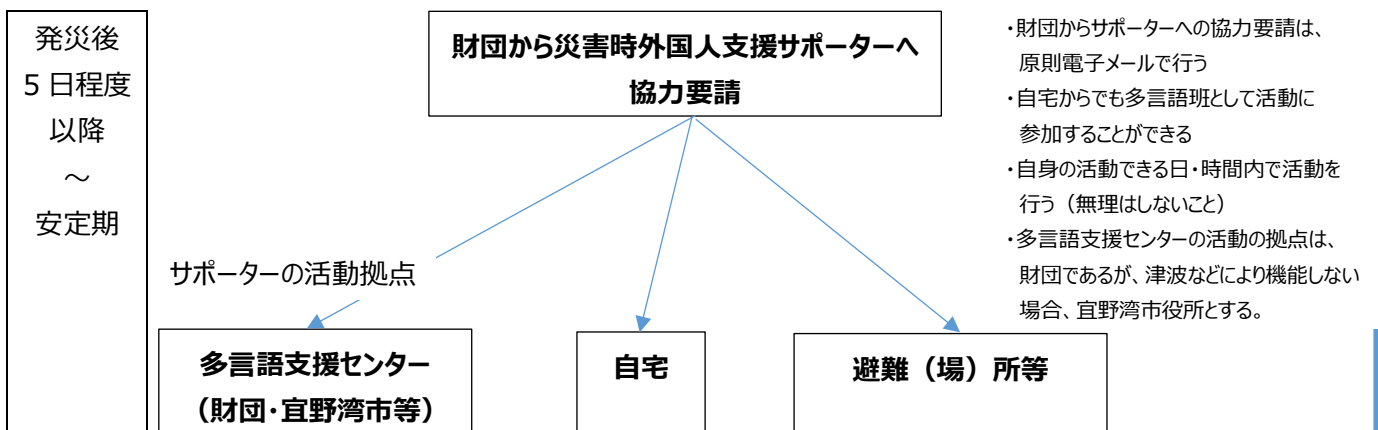 発災後
5 日程度
以降
～
安定期
財団から災害時外国人支援サポーターへ
協力要請
・財団からサポーターへの協力要請は、
原則電子メールで行う
・自宅からでも多言語班として活動に
参加することができる
・自身の活動できる日・時間内で活動を
行う（無理はしないこと）
・多言語支援センターの活動の拠点は、
財団であるが、津波などにより機能しない
場合、宜野湾市役所とする。
サポーターの活動拠点
多言語支援センター
（財団・宜野湾市等）
自宅
避難（場）所等